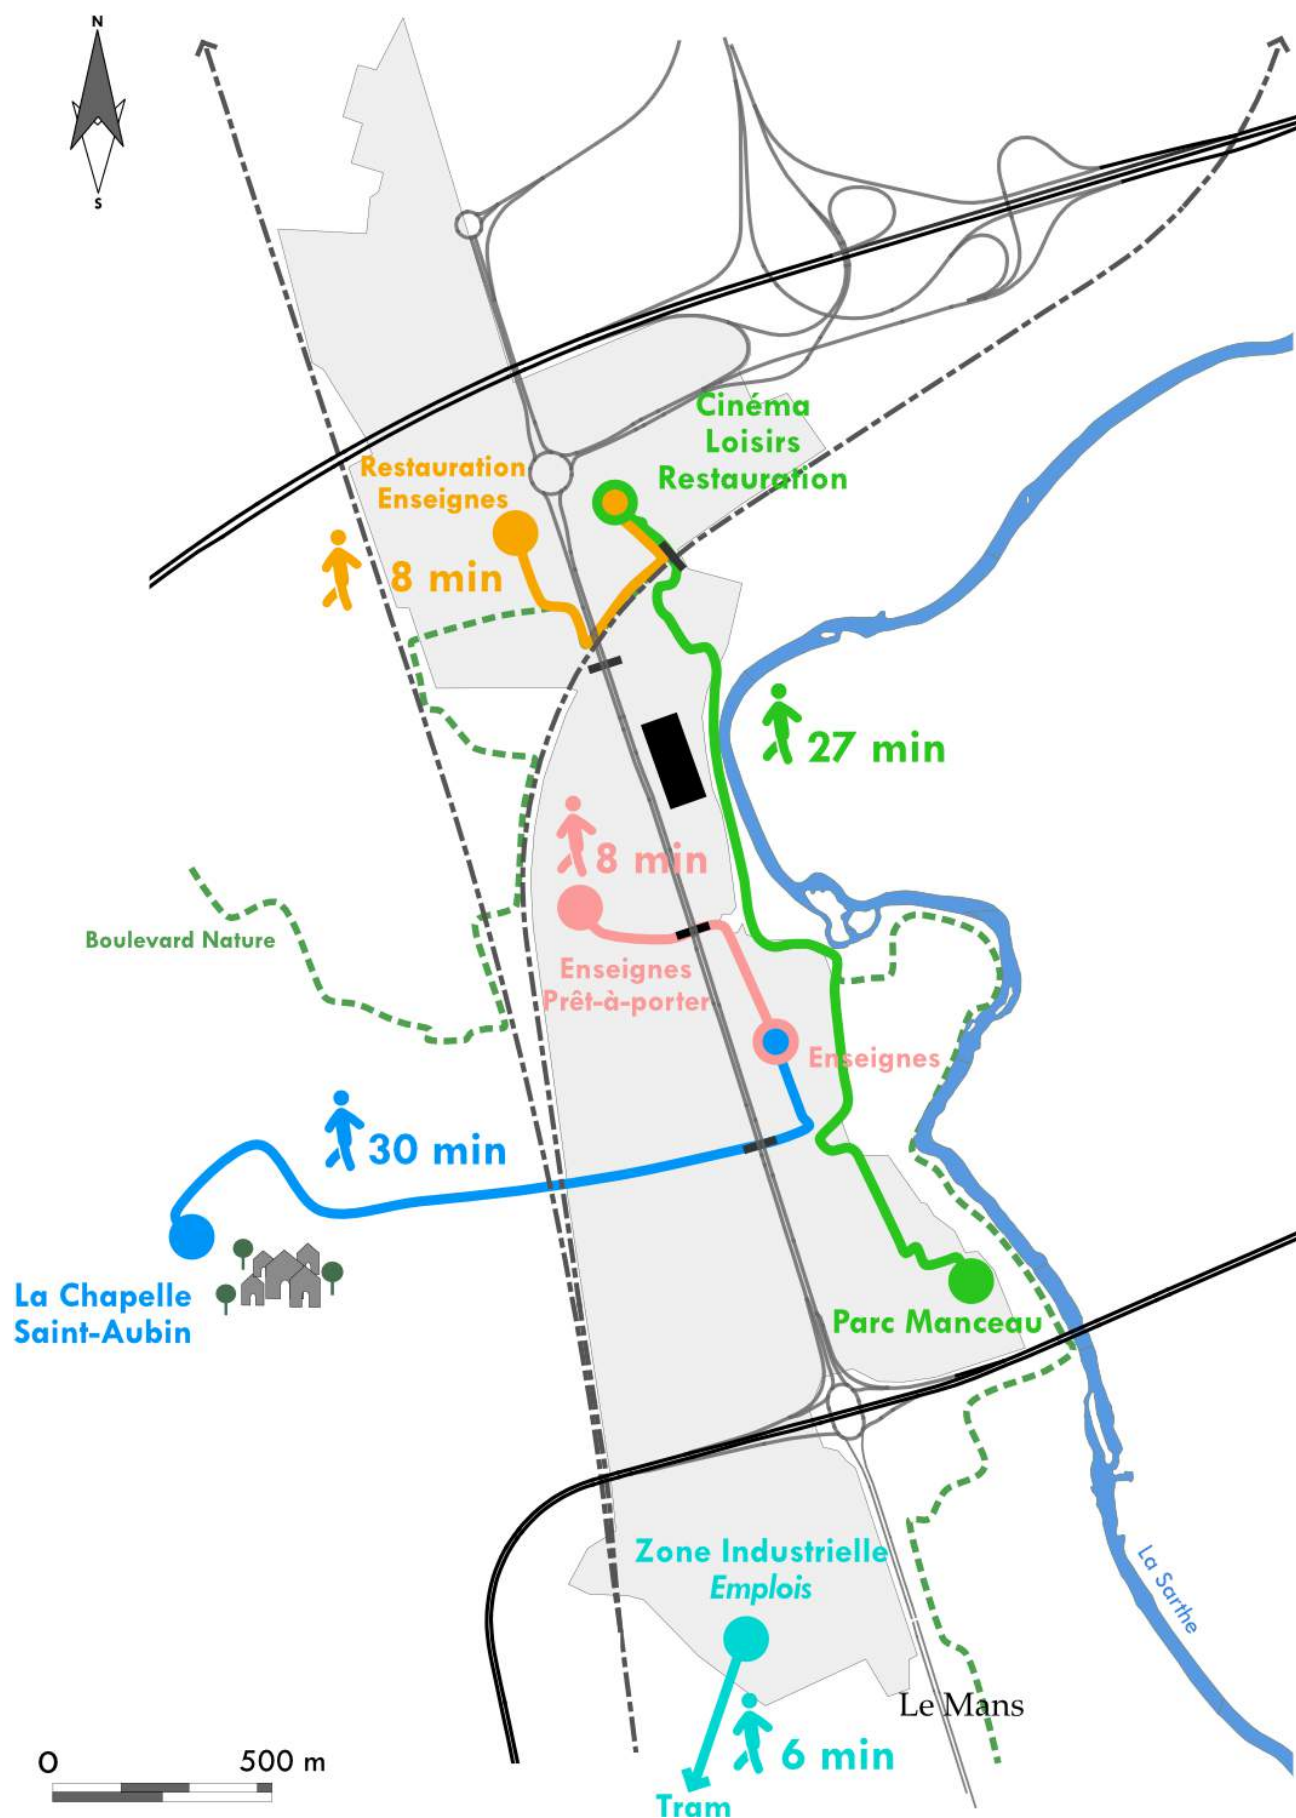 N
S
Cinéma
Loisirs
Restauration
Restauration
Enseignes
8 min
27 min
8 min
Boulevard Nature
Enseignes
Prêt-à-porter
Enseignes
30 min
La Chapelle
Saint-Aubin
Parc Manceau
Zone Industrielle
Emplois
La Sarthe
Le Mans
6 min
0 500 m
Tram